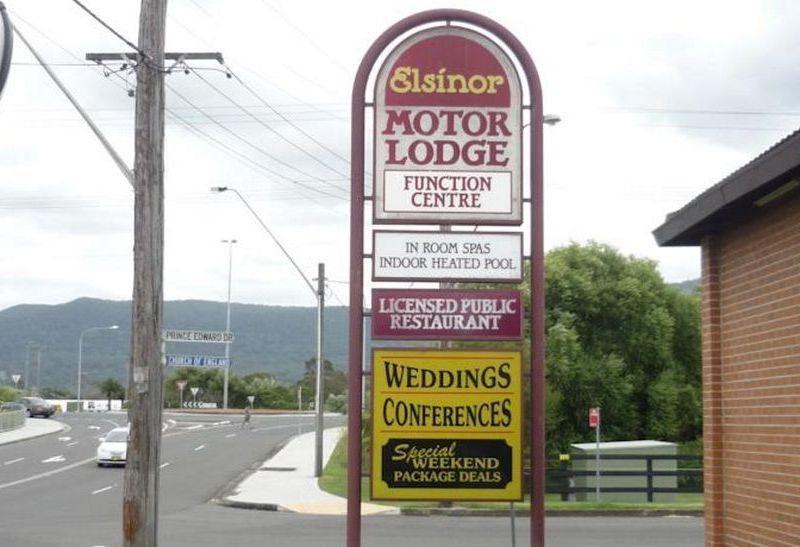 Elsinor
MOTOR
LODGE
FUNCTION
CENTRE
IN ROOM SPAS
INDOOR HEATED POOL
LICENSED PUBLIC
RESTAURANT
WEDDINGS
CONFERENCES
Special
WEEKEND
PACKAGE DEALS
PRINCE EDWARD DR
CHURCH OF ENGLAND